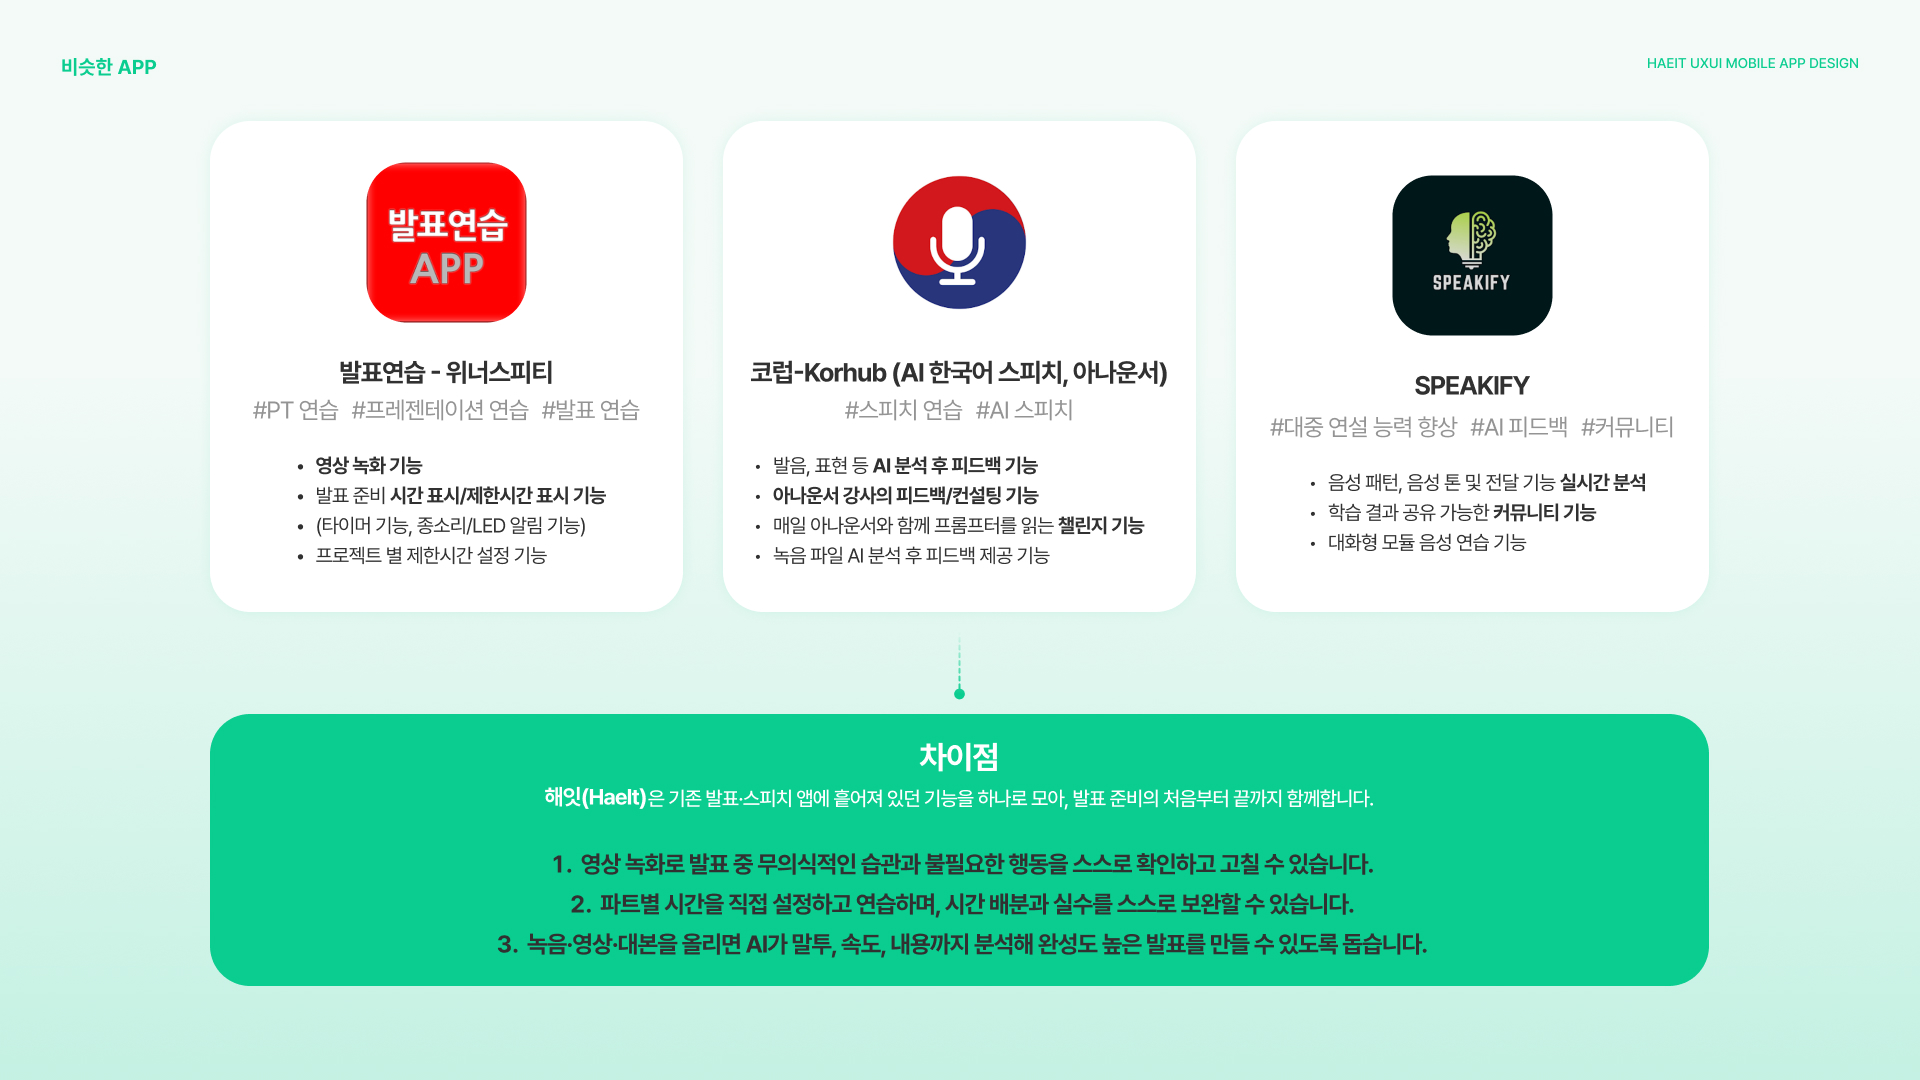 비슷한 APP
HAEIT UXUI MOBILE APP DESIGN
발표연습
APP
발표연습 - 위너스피티
#PT 연습 #프레젠테이션 연습 #발표 연습
• 영상 녹화 기능
• 발표 준비 시간 표시/제한시간 표시 기능
• (타이머 기능, 종소리/LED 알림 기능)
• 프로젝트 별 제한시간 설정 기능
코럽-Korhub (AI 한국어 스피치, 아나운서)
#스피치 연습 #AI 스피치
• 발음, 표현 등 AI 분석 후 피드백 기능
• 아나운서 강사의 피드백/컨설팅 기능
• 매일 아나운서와 함께 프롬프터를 읽는 챌린지 기능
• 녹음 파일 AI 분석 후 피드백 제공 기능
SPEAKIFY
SPEAKIFY
#대중 연설 능력 향상 #AI 피드백 #커뮤니티
• 음성 패턴, 음성 톤 및 전달 기능 실시간 분석
• 학습 결과 공유 가능한 커뮤니티 기능
• 대화형 모듈 음성 연습 기능
차이점
해잇(HaeIt)은 기존 발표·스피치 앱에 흩어져 있던 기능을 하나로 모아, 발표 준비의 처음부터 끝까지 함께합니다.
1. 영상 녹화로 발표 중 무의식적인 습관과 불필요한 행동을 스스로 확인하고 고칠 수 있습니다.
2. 파트별 시간을 직접 설정하고 연습하며, 시간 배분과 실수를 스스로 보완할 수 있습니다.
3. 녹음·영상·대본을 올리면 AI가 말투, 속도, 내용까지 분석해 완성도 높은 발표를 만들 수 있도록 돕습니다.